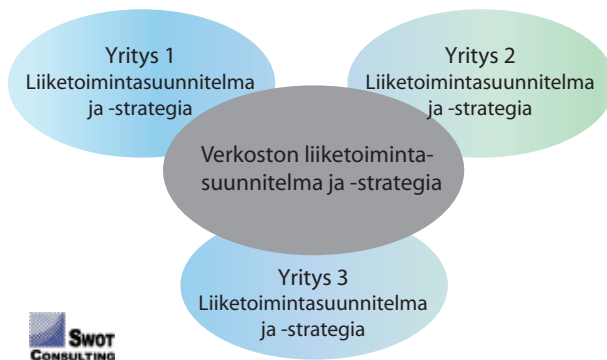 Yritys 1
Liiketoimintasuunnitelma
ja -strategia
Yritys 2
Liiketoimintasuunnitelma
ja -strategia
Verkoston liiketoiminta-
suunnitelma ja -strategia
Yritys 3
Liiketoimintasuunnitelma
ja -strategia
SWOT
CONSULTING